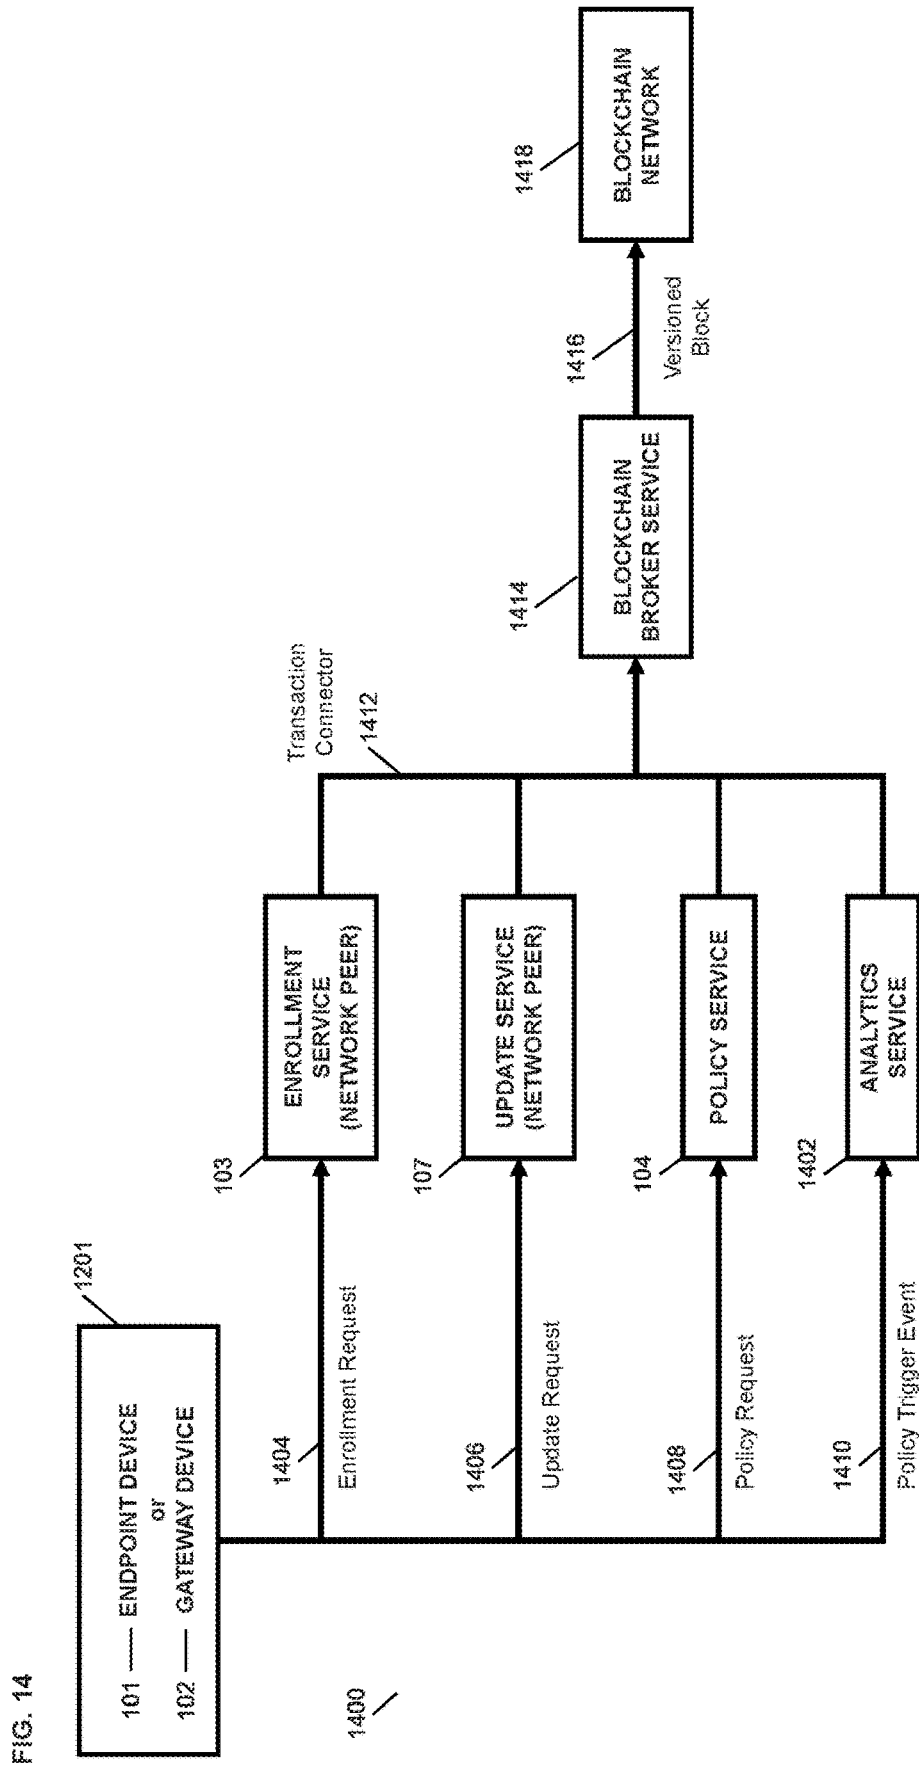 FIG. 14
1400
101
ENDPOINT DEVICE
or
102
GATEWAY DEVICE
1201
1404
Enrollment Request
1406
Update Request
1408
Policy Request
1410
Policy Trigger Event
103
ENROLLMENT
SERVICE
(NETWORK PEER)
107
UPDATE SERVICE
(NETWORK PEER)
104
POLICY SERVICE
1402
ANALYTICS
SERVICE
Transaction
Connector
1412
1414
BLOCKCHAIN
BROKER SERVICE
1416
Versioned
Block
1418
BLOCKCHAIN
NETWORK